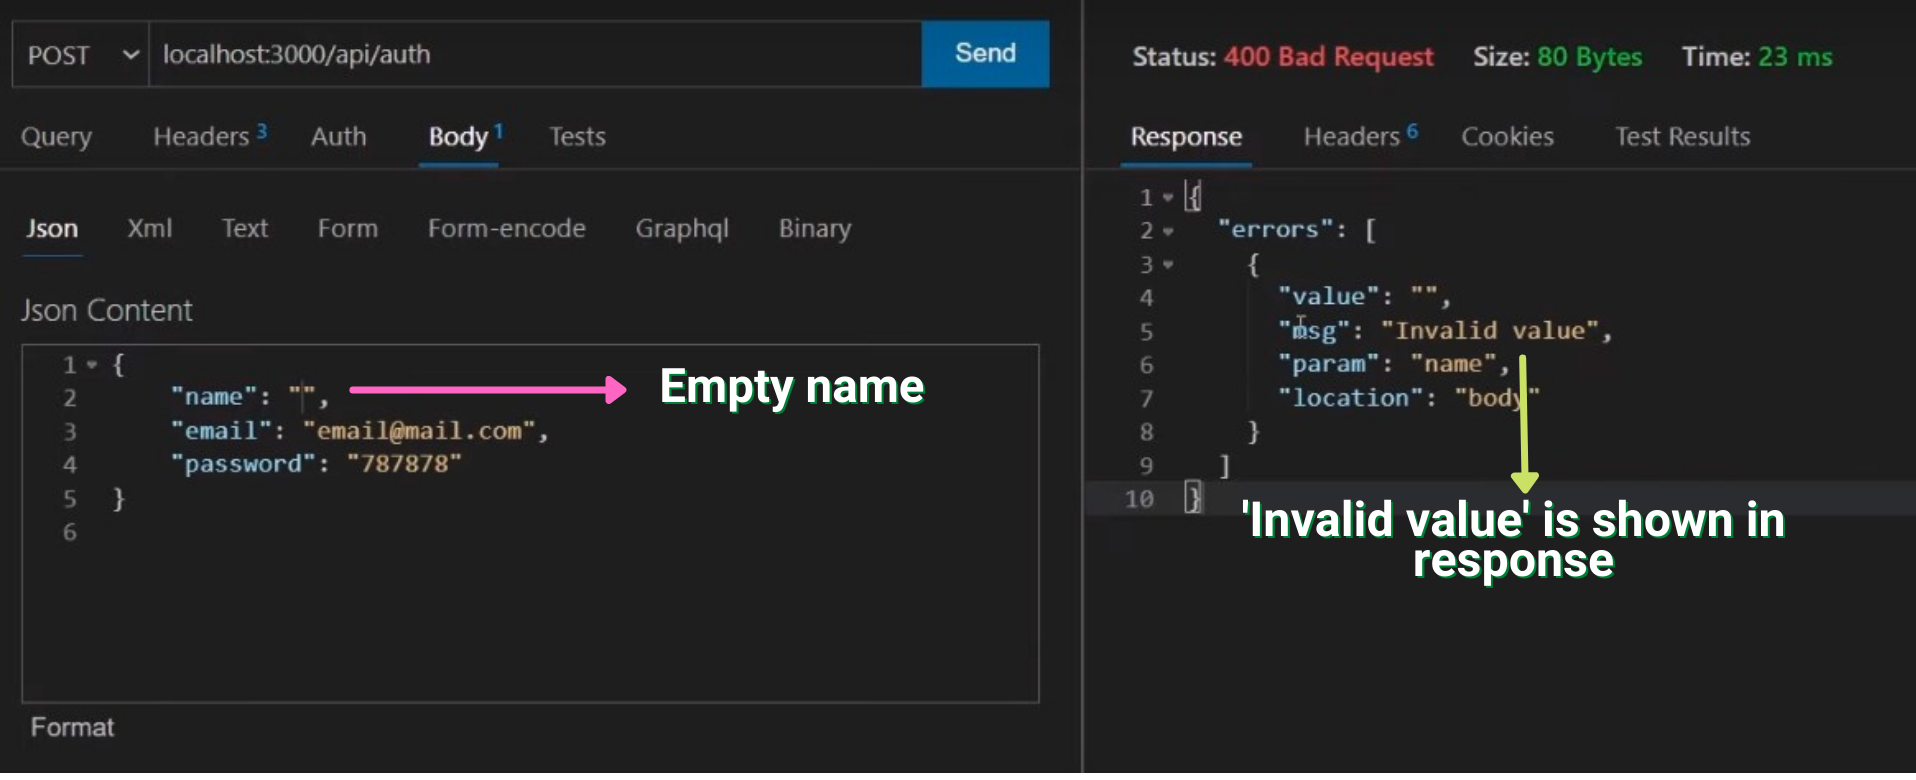 POST localhost:3000/api/auth Send
Query Headers 3 Auth Body 1 Tests
Json Xml Text Form Form-encode Graphql Binary
Json Content
1 {
2 "name": "",
3 "email": "email@mail.com",
4 "password": "787878"
5 }
6
Empty name
Format
Status: 400 Bad Request Size: 80 Bytes Time: 23 ms
Response Headers 6 Cookies Test Results
1 {
2 "errors": [
3 {
4 "value": "",
5 "msg": "Invalid value",
6 "param": "name",
7 "location": "body"
8 }
9 ]
10 }
'Invalid value' is shown in
response